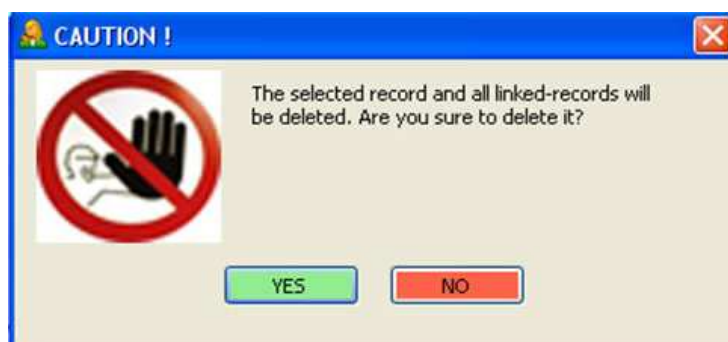 CAUTION !
The selected record and all linked-records will
be deleted. Are you sure to delete it?
YES
NO